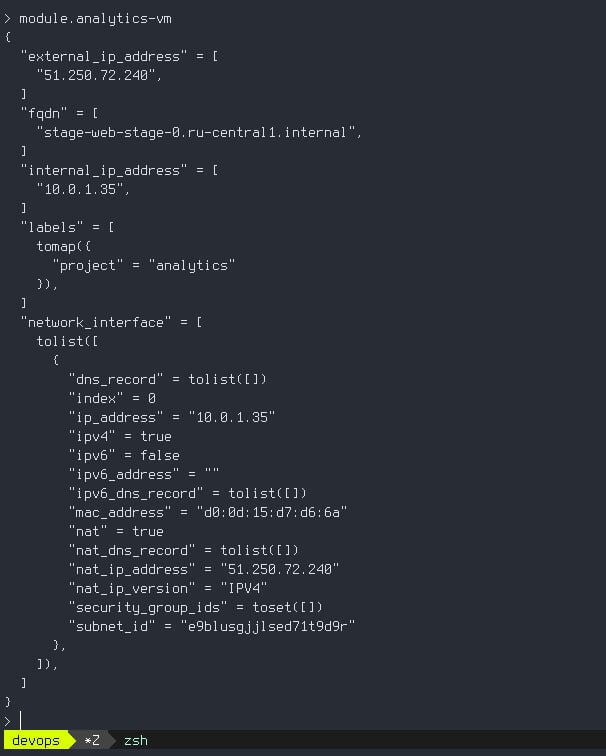 > module.analytics-vm
{
  "external_ip_address" = [
    "51.250.72.240",
  ]
  "fqdn" = [
    "stage-web-stage-0.ru-central1.internal",
  ]
  "internal_ip_address" = [
    "10.0.1.35",
  ]
  "labels" = [
    tomap({
      "project" = "analytics"
    }),
  ]
  "network_interface" = [
    tolist([
      {
        "dns_record" = tolist([])
        "index" = 0
        "ip_address" = "10.0.1.35"
        "ipv4" = true
        "ipv6" = false
        "ipv6_address" = ""
        "ipv6_dns_record" = tolist([])
        "mac_address" = "d0:0d:15:d7:d6:6a"
        "nat" = true
        "nat_dns_record" = tolist([])
        "nat_ip_address" = "51.250.72.240"
        "nat_ip_version" = "IPV4"
        "security_group_ids" = toset([])
        "subnet_id" = "e9blusgjjlsed71t9d9r"
      },
    ]),
  ]
}
>
devops *Z zsh